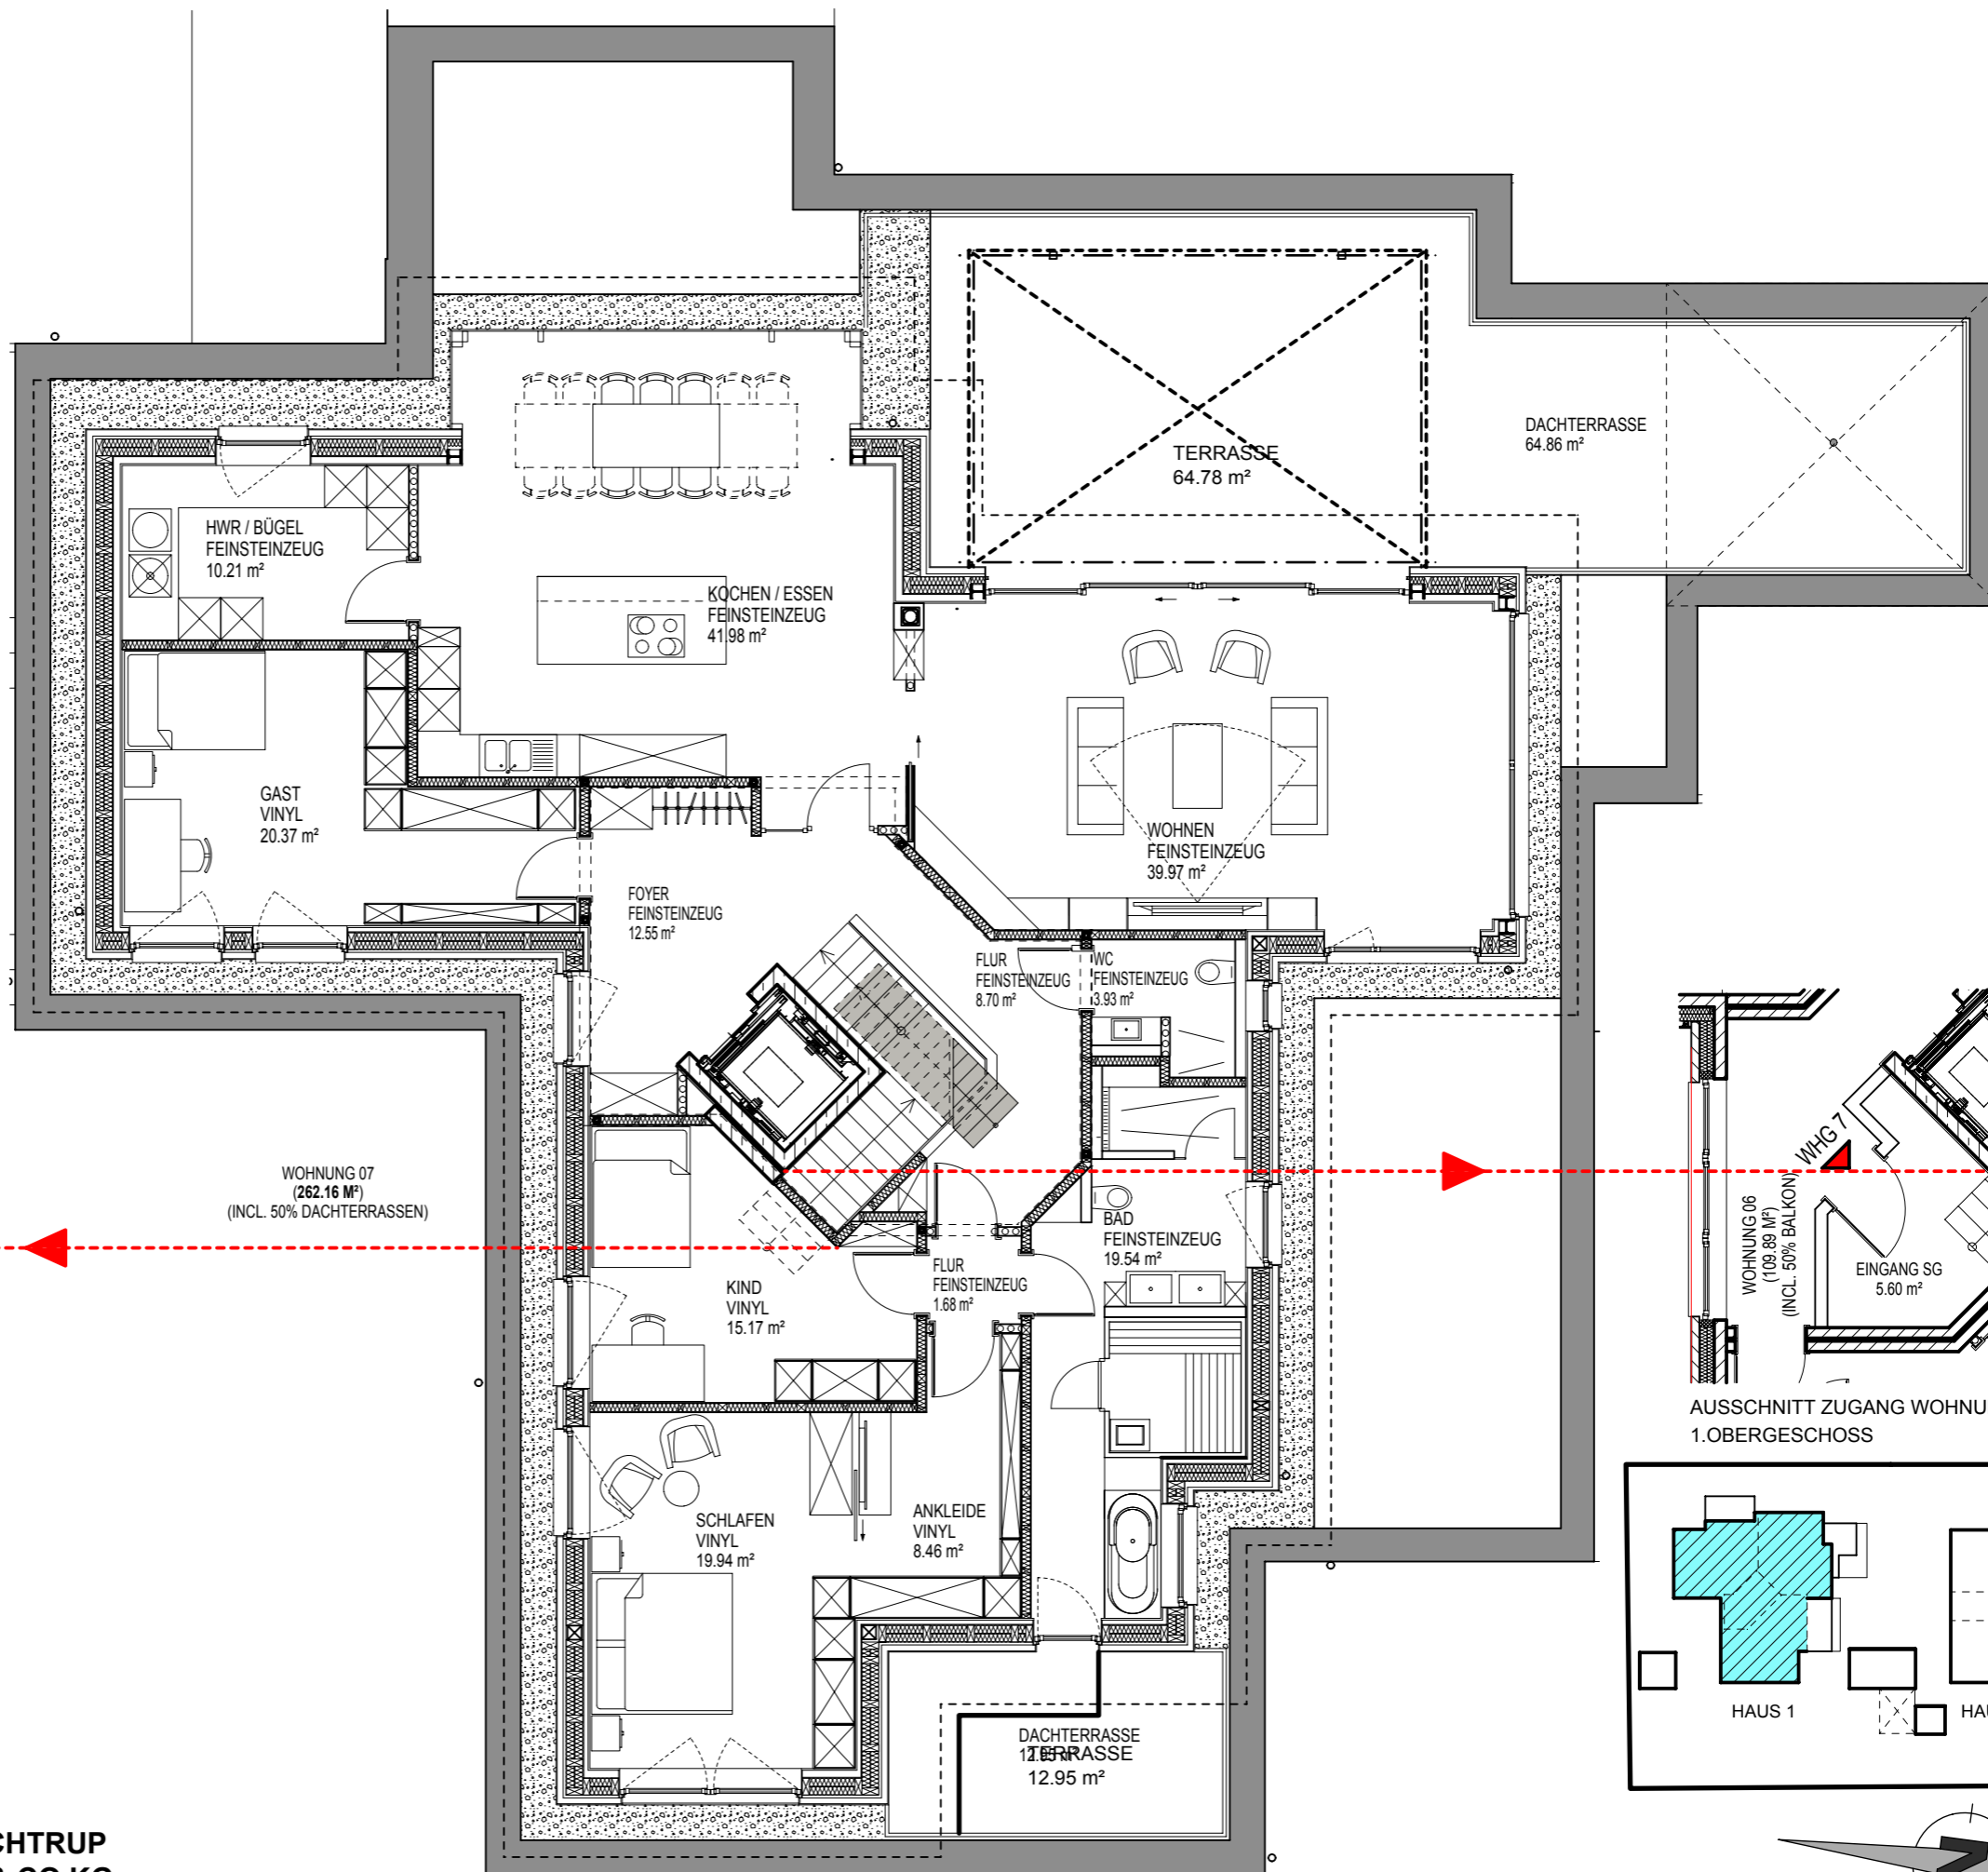 DACHTERRASSE
64.86 m²
TERRASSE
64.78 m²
HWR / BÜGEL
FEINSTEINZEUG
10.21 m²
KOCHEN / ESSEN
FEINSTEINZEUG
41.98 m²
GAST
VINYL
20.37 m²
WOHNEN
FEINSTEINZEUG
39.97 m²
FOYER
FEINSTEINZEUG
12.55 m²
FLUR
FEINSTEINZEUG
8.70 m²
WC
FEINSTEINZEUG
3.93 m²
WOHNUNG 07
(262.16 M²)
(INCL. 50% DACHTERRASSEN)
BAD
FEINSTEINZEUG
19.54 m²
FLUR
FEINSTEINZEUG
1.68 m²
KIND
VINYL
15.17 m²
SCHLAFEN
VINYL
19.94 m²
ANKLEIDE
VINYL
8.46 m²
DACHTERRASSE
TERRASSE
12.95 m²
WHG 7
WOHNUNG 06
(109.89 M²)
(INCL. 50% BALKON)
EINGANG SG
5.60 m²
AUSSCHNITT ZUGANG WOHNU
1.OBERGESCHOSS
HAUS 1
HAU
CHTRUP